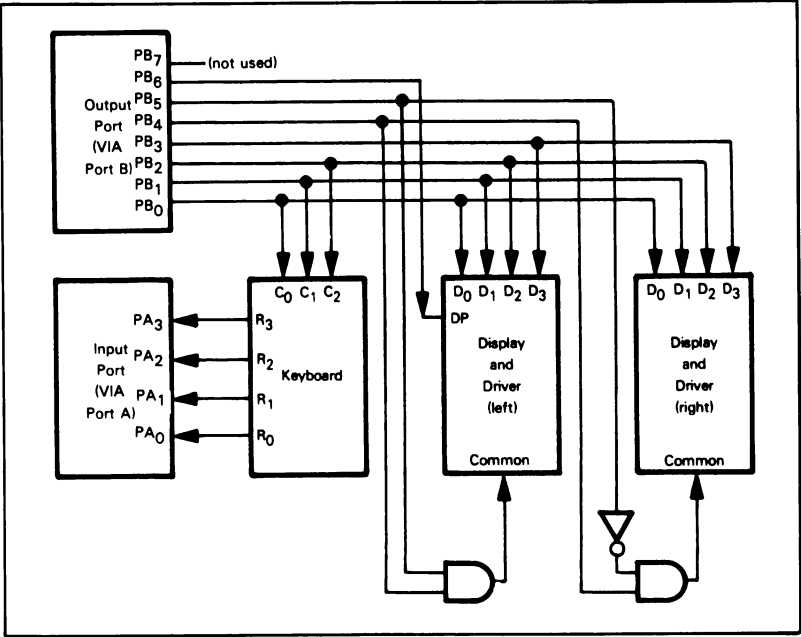 PB7 (not used)
PB6
PB5
PB4
PB3
PB2
PB1
PB0
Output
Port
(VIA
Port B)
C0 C1 C2
R3
R2
R1
R0
Keyboard
PA3
PA2
PA1
PA0
Input
Port
(VIA
Port A)
D0 D1 D2 D3
DP
Display
and
Driver
(left)
Common
D0 D1 D2 D3
Display
and
Driver
(right)
Common